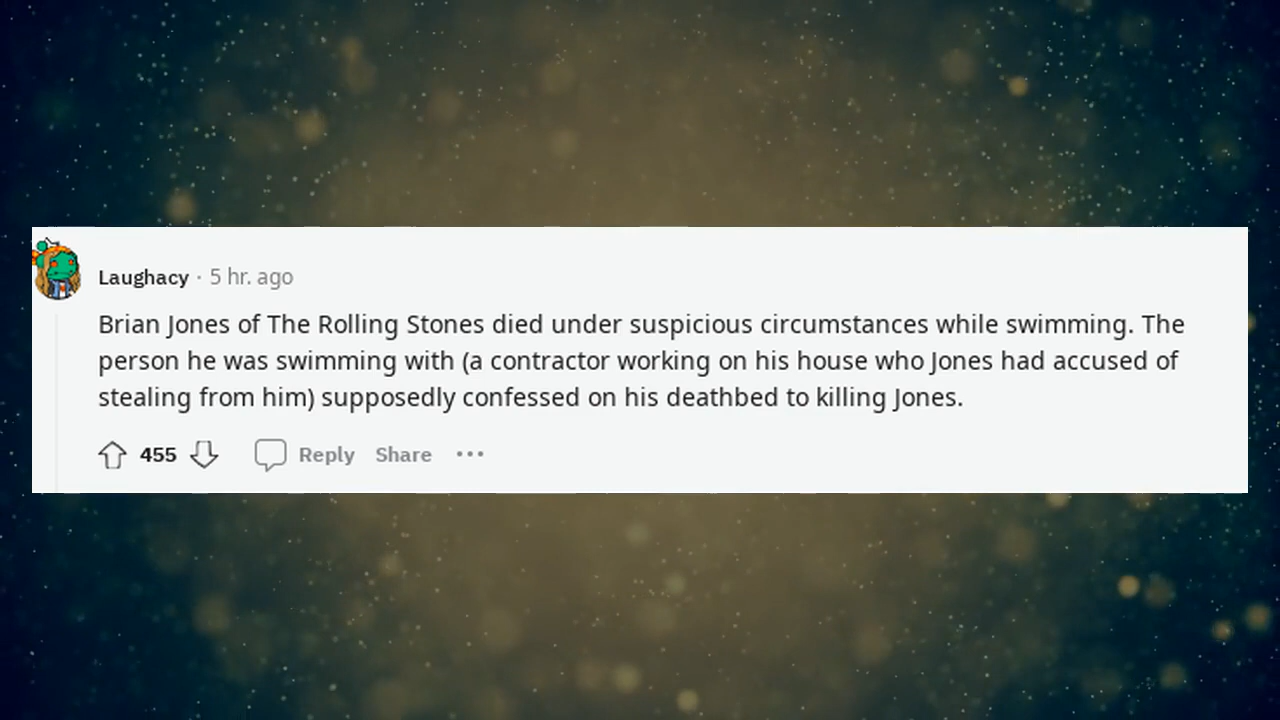 Laughacy · 5 hr. ago
Brian Jones of The Rolling Stones died under suspicious circumstances while swimming. The
person he was swimming with (a contractor working on his house who Jones had accused of
stealing from him) supposedly confessed on his deathbed to killing Jones.
455 Reply Share •••